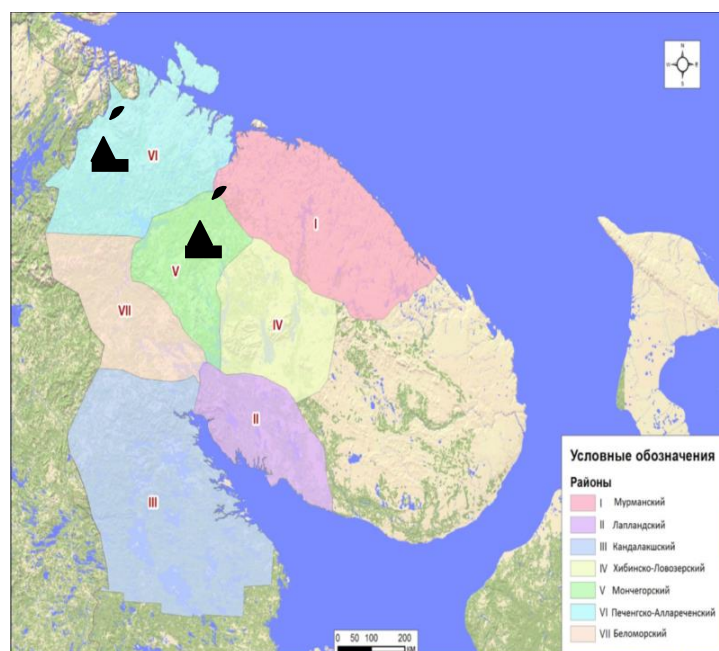 VI
I
V
VII
IV
II
III
Условные обозначения
Районы
I Мурманский
II Лапландский
III Кандалакшский
IV Хибинско-Ловозерский
V Мончегорский
VI Печенгско-Аллареченский
VII Беломорский
0 50 100 200
КМ